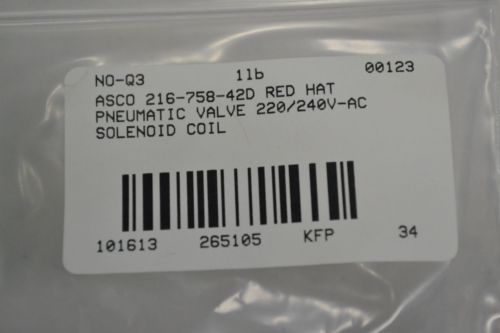 NO-Q3 1lb 00123
ASCO 216-758-42D RED HAT
PNEUMATIC VALVE 220/240V-AC
SOLENOID COIL
101613 265105 KFP 34